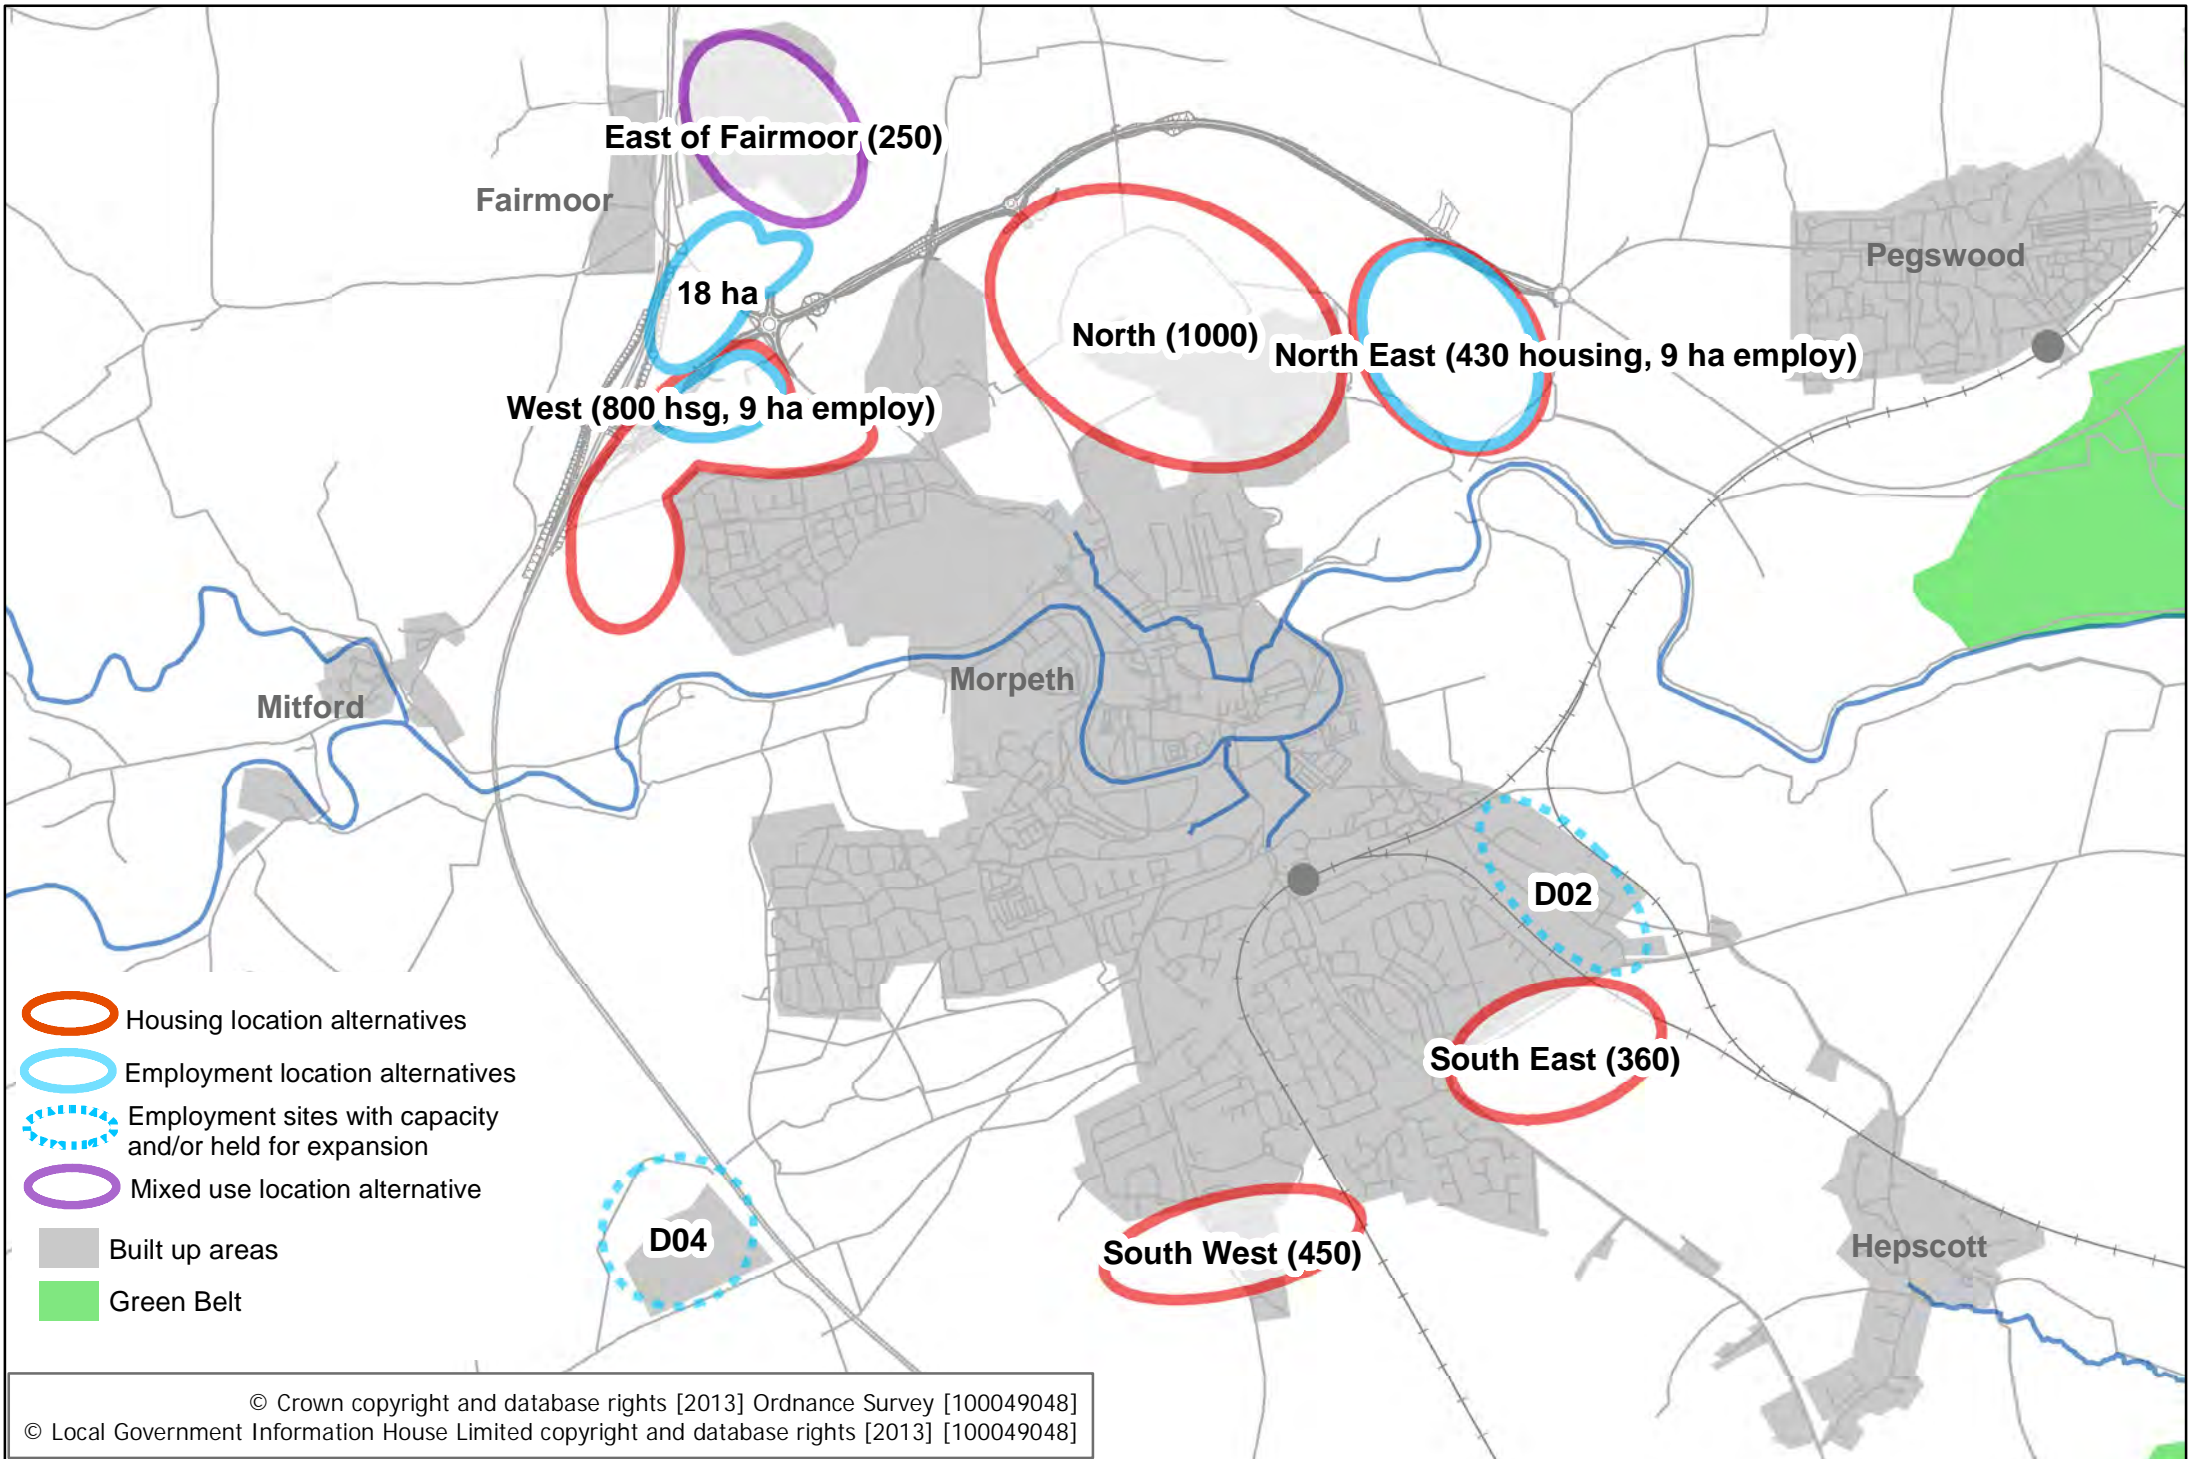 East of Fairmoor (250)
Fairmoor
Pegswood
18 ha
North (1000)
North East (430 housing, 9 ha employ)
West (800 hsg, 9 ha employ)
Morpeth
Mitford
D02
Housing location alternatives
South East (360)
Employment location alternatives
Employment sites with capacity
and/or held for expansion
Mixed use location alternative
D04
South West (450)
Hepscott
Built up areas
Green Belt
© Crown copyright and database rights [2013] Ordnance Survey [100049048]
© Local Government Information House Limited copyright and database rights [2013] [100049048]